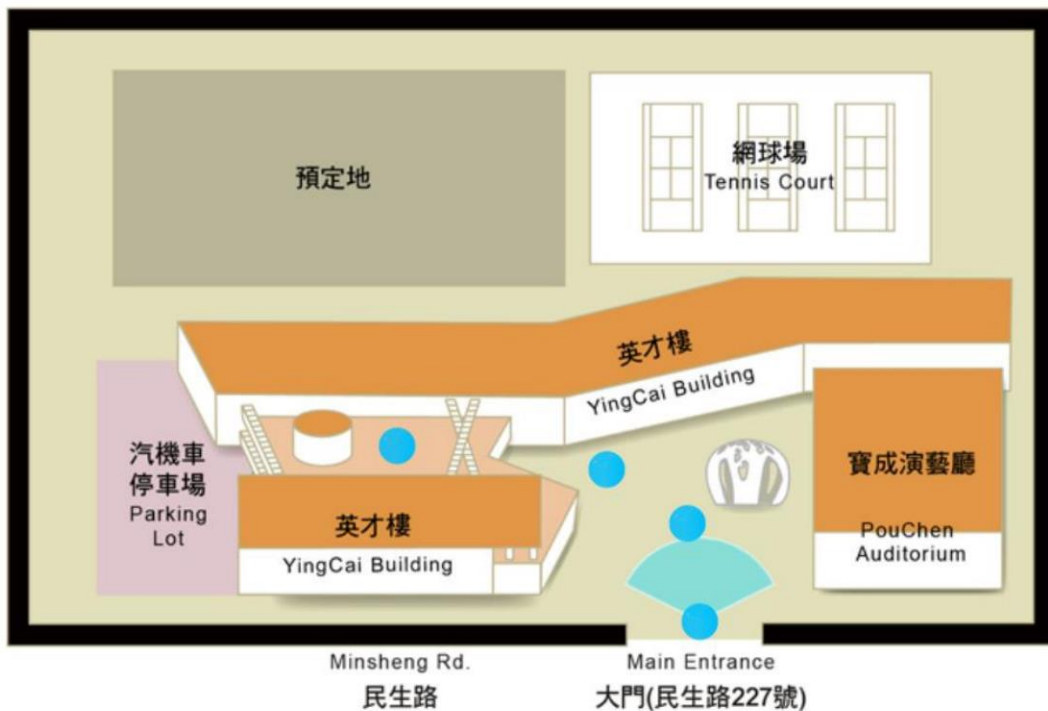 預定地
網球場
Tennis Court
英才樓
YingCai Building
汽機車
停車場
Parking
Lot
英才樓
YingCai Building
寶成演藝廳
PouChen
Auditorium
Minsheng Rd.
民生路
Main Entrance
大門(民生路227號)